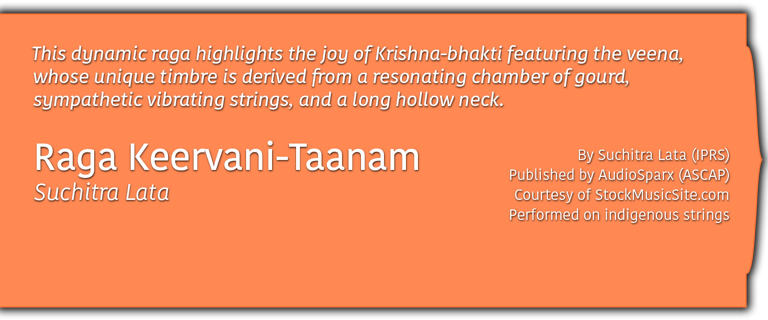 This dynamic raga highlights the joy of Krishna-bhakti featuring the veena,
whose unique timbre is derived from a resonating chamber of gourd,
sympathetic vibrating strings, and a long hollow neck.
Raga Keervani-Taanam
Suchitra Lata
By Suchitra Lata (IPRS)
Published by AudioSparx (ASCAP)
Courtesy of StockMusicSite.com
Performed on indigenous strings